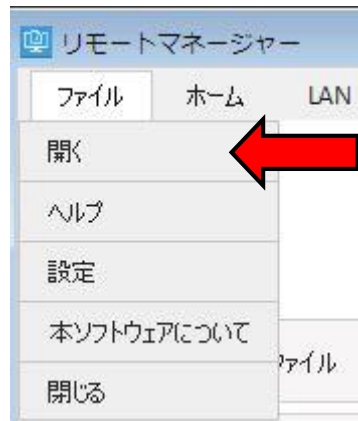 リモートマネージャー
ファイル ホーム LAN
開く
ヘルプ
設定
本ソフトウェアについて
ァイル
閉じる